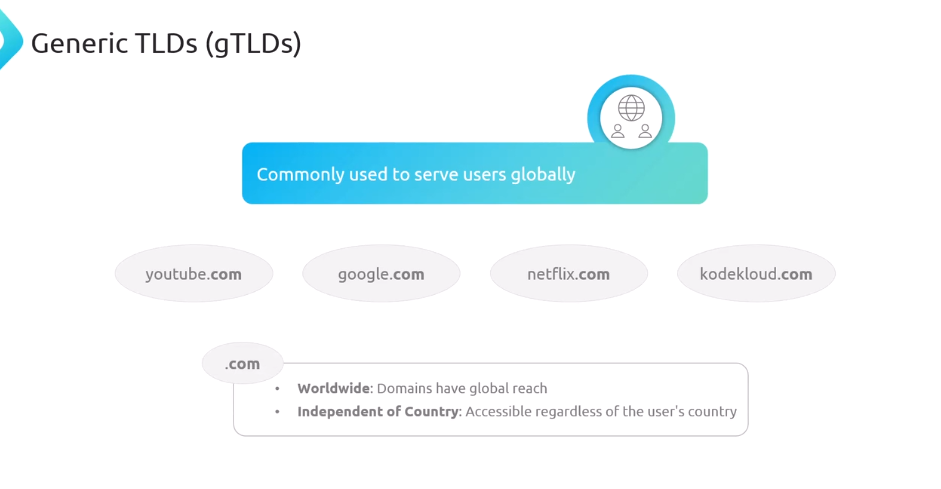 Generic TLDs (gTLDs)
Commonly used to serve users globally
youtube.com
google.com
netflix.com
kodekloud.com
.com
• Worldwide: Domains have global reach
• Independent of Country: Accessible regardless of the user's country